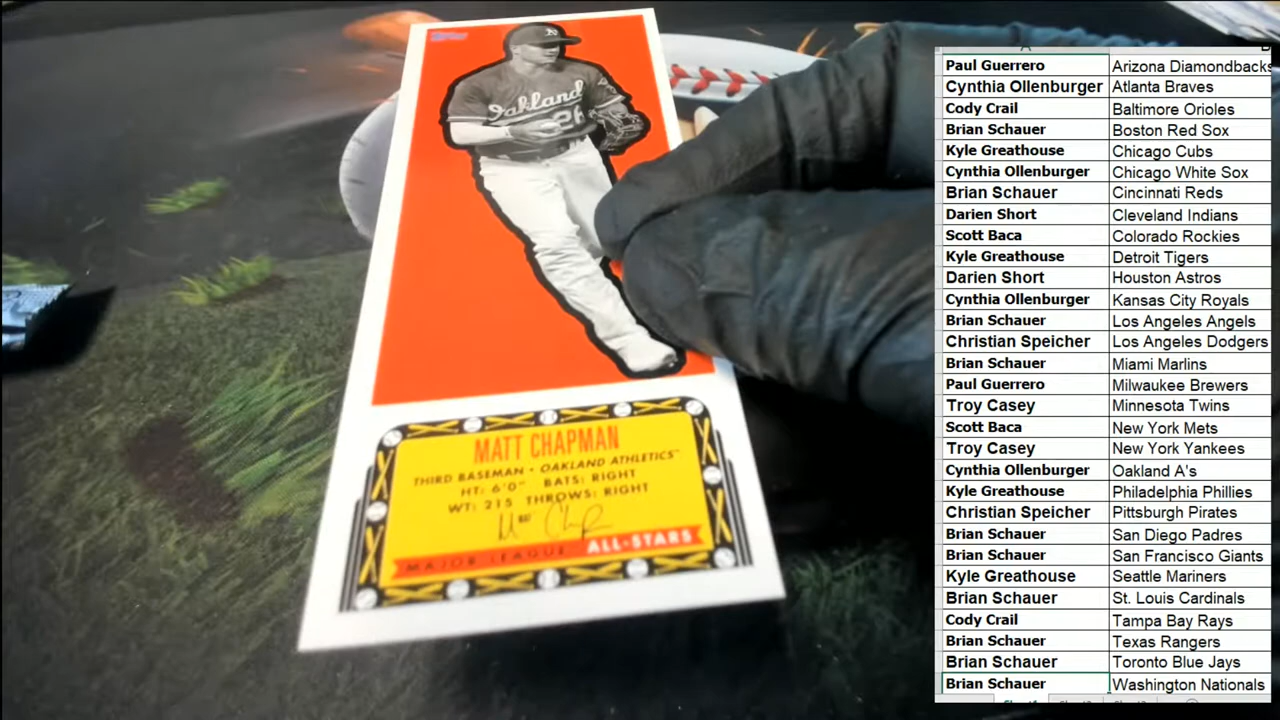 Topps
Oakland
26
MATT CHAPMAN
THIRD BASEMAN • OAKLAND ATHLETICS™
HT: 6'0" BATS: RIGHT
WT: 215 THROWS: RIGHT
MAJOR LEAGUE ALL-STARS
Paul Guerrero Arizona Diamondbacks
Cynthia Ollenburger Atlanta Braves
Cody Crail Baltimore Orioles
Brian Schauer Boston Red Sox
Kyle Greathouse Chicago Cubs
Cynthia Ollenburger Chicago White Sox
Brian Schauer Cincinnati Reds
Darien Short Cleveland Indians
Scott Baca Colorado Rockies
Kyle Greathouse Detroit Tigers
Darien Short Houston Astros
Cynthia Ollenburger Kansas City Royals
Brian Schauer Los Angeles Angels
Christian Speicher Los Angeles Dodgers
Brian Schauer Miami Marlins
Paul Guerrero Milwaukee Brewers
Troy Casey Minnesota Twins
Scott Baca New York Mets
Troy Casey New York Yankees
Cynthia Ollenburger Oakland A's
Kyle Greathouse Philadelphia Phillies
Christian Speicher Pittsburgh Pirates
Brian Schauer San Diego Padres
Brian Schauer San Francisco Giants
Kyle Greathouse Seattle Mariners
Brian Schauer St. Louis Cardinals
Cody Crail Tampa Bay Rays
Brian Schauer Texas Rangers
Brian Schauer Toronto Blue Jays
Brian Schauer Washington Nationals